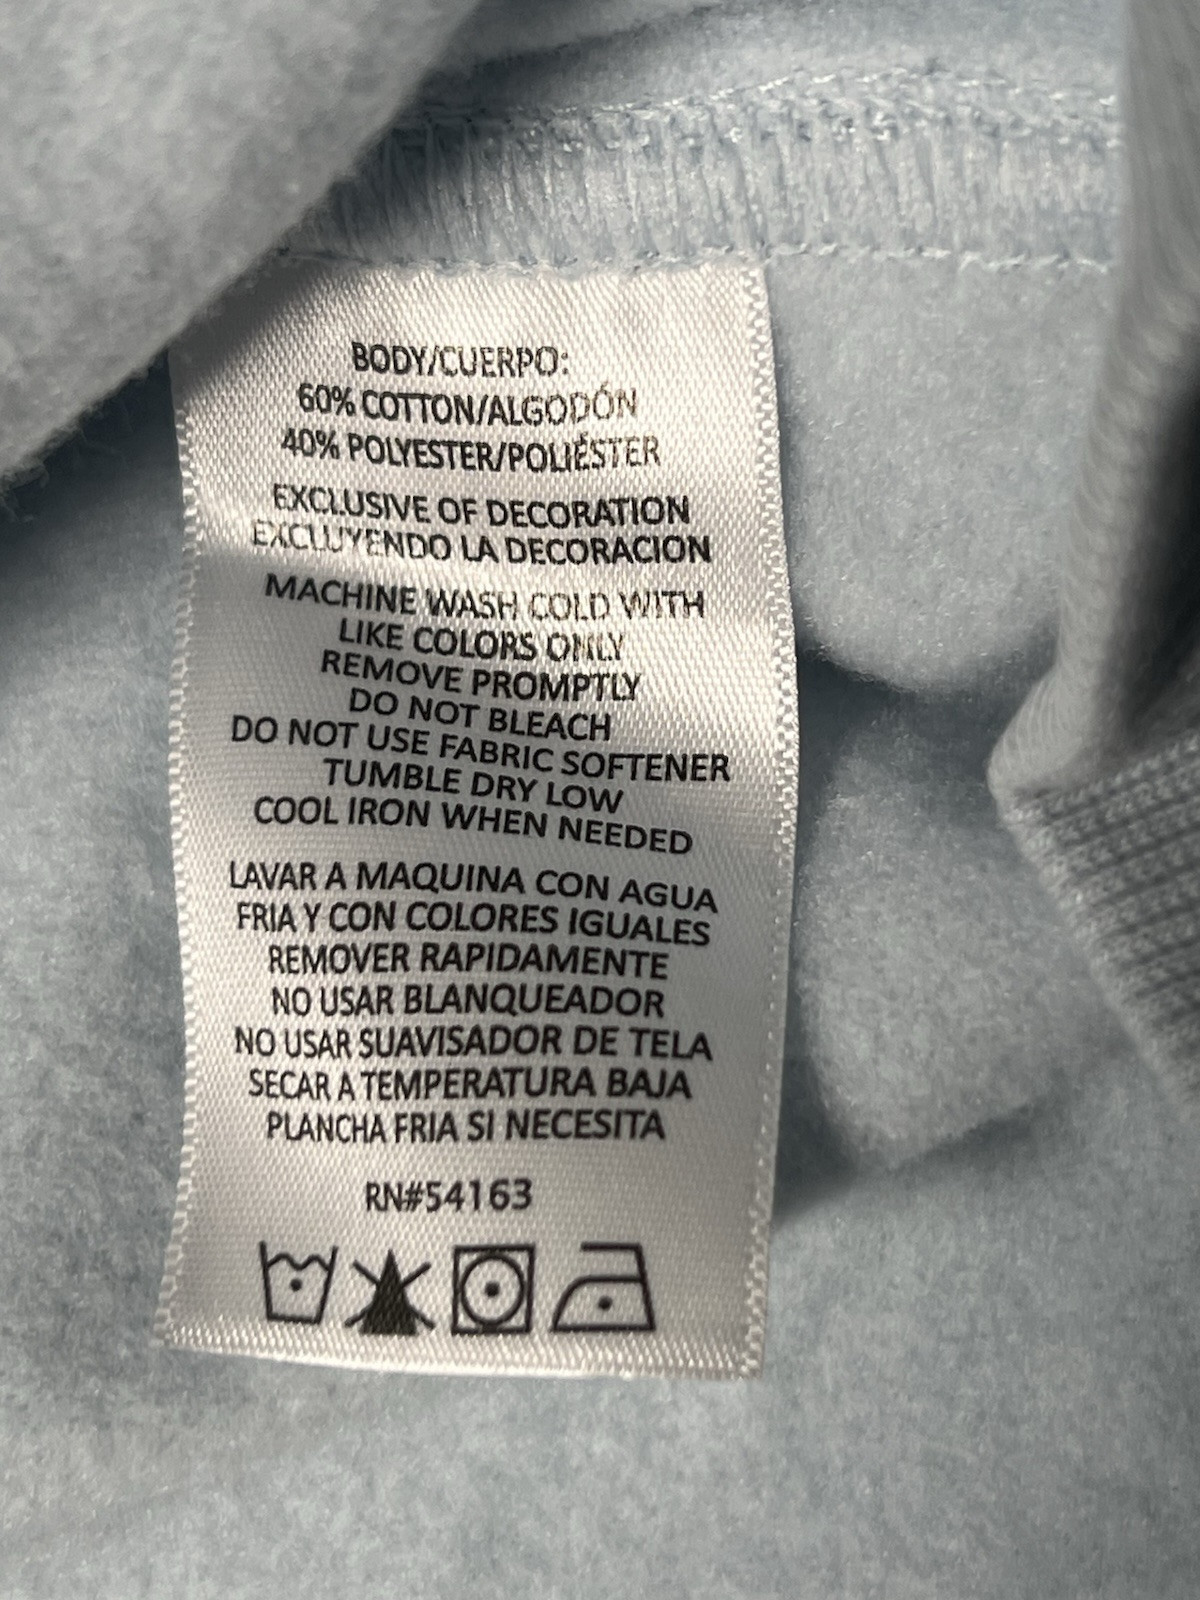 BODY/CUERPO:
60% COTTON/ALGODÓN
40% POLYESTER/POLIÉSTER
EXCLUSIVE OF DECORATION
EXCLUYENDO LA DECORACION
MACHINE WASH COLD WITH
LIKE COLORS ONLY
REMOVE PROMPTLY
DO NOT BLEACH
DO NOT USE FABRIC SOFTENER
TUMBLE DRY LOW
COOL IRON WHEN NEEDED
LAVAR A MAQUINA CON AGUA
FRIA Y CON COLORES IGUALES
REMOVER RAPIDAMENTE
NO USAR BLANQUEADOR
NO USAR SUAVISADOR DE TELA
SECAR A TEMPERATURA BAJA
PLANCHA FRIA SI NECESITA
RN#54163